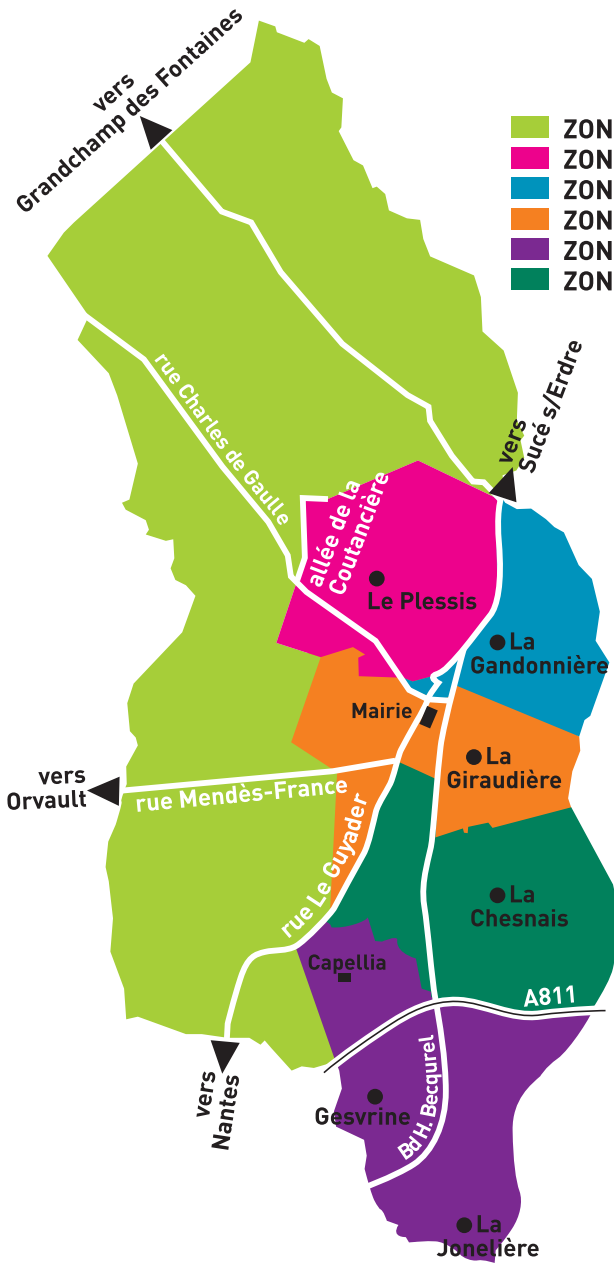 vers
Grandchamp des Fontaines
ZON
ZON
ZON
ZON
ZON
ZON
vers
Sucé s/Erdre
rue Charles de Gaulle
allée de la
Coutancière
Le Plessis
La
Gandonnière
Mairie
La
Giraudière
vers
Orvault
rue Mendès-France
rue Le Guyader
La
Chesnais
Capellia
A811
vers
Nantes
Gesvrine
Bd H. Becqurel
La
Jonelière